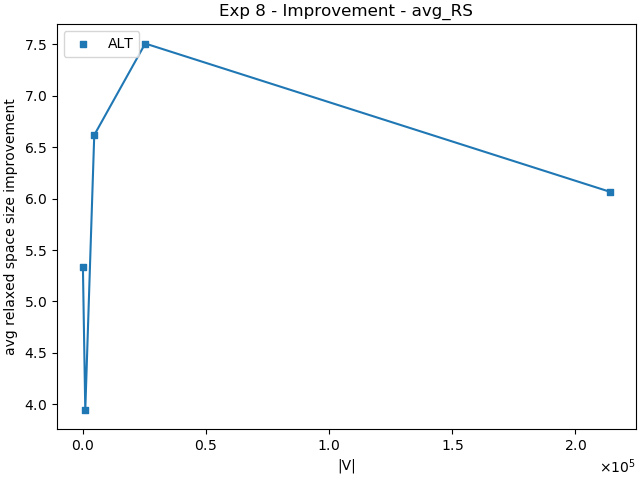 Exp 8 - Improvement - avg_RS
ALT
avg relaxed space size improvement
7.5
7.0
6.5
6.0
5.5
5.0
4.5
4.0
0.0 0.5 1.0 1.5 2.0
|V|
×10⁵